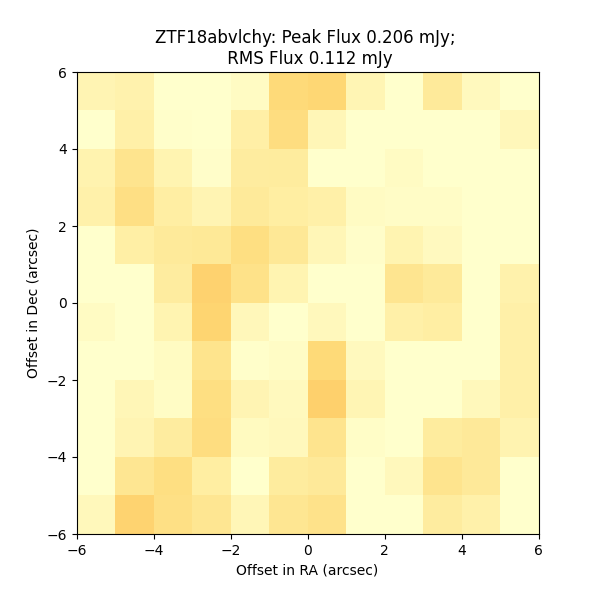 ZTF18abvlchy: Peak Flux 0.206 mJy;
RMS Flux 0.112 mJy
6
4
2
0
−2
−4
−6
Offset in Dec (arcsec)
−6 −4 −2 0 2 4 6
Offset in RA (arcsec)